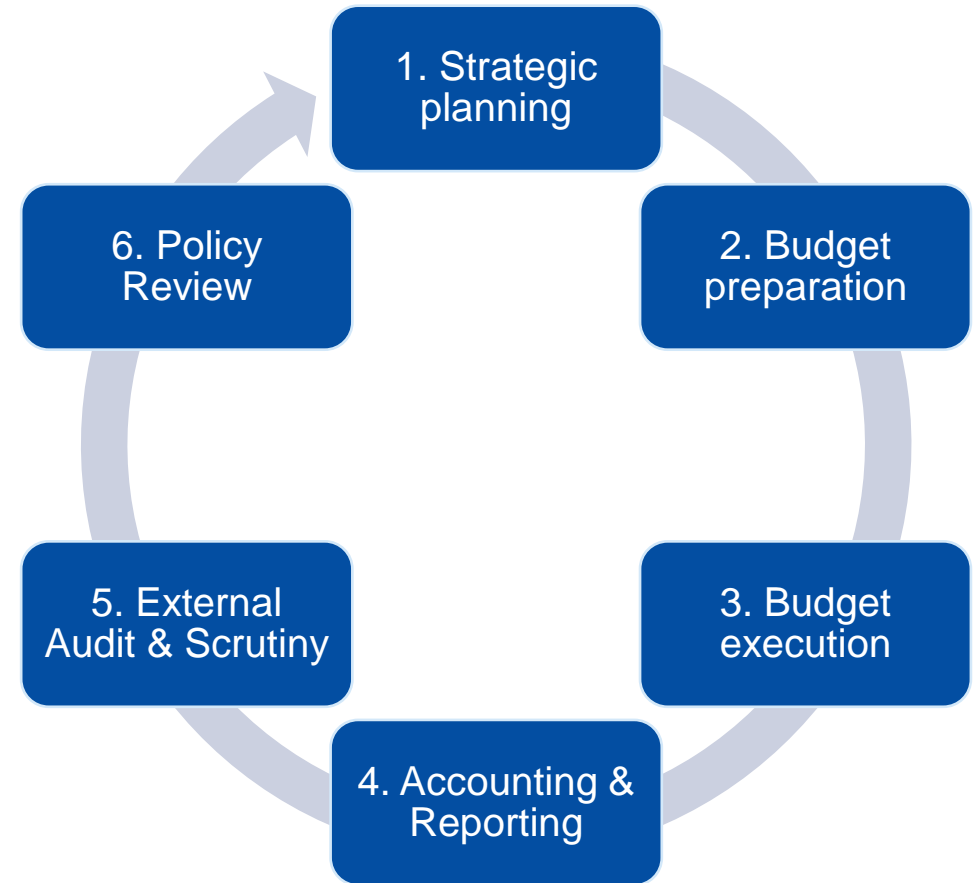 1. Strategic
planning
2. Budget
preparation
3. Budget
execution
4. Accounting &
Reporting
5. External
Audit & Scrutiny
6. Policy
Review